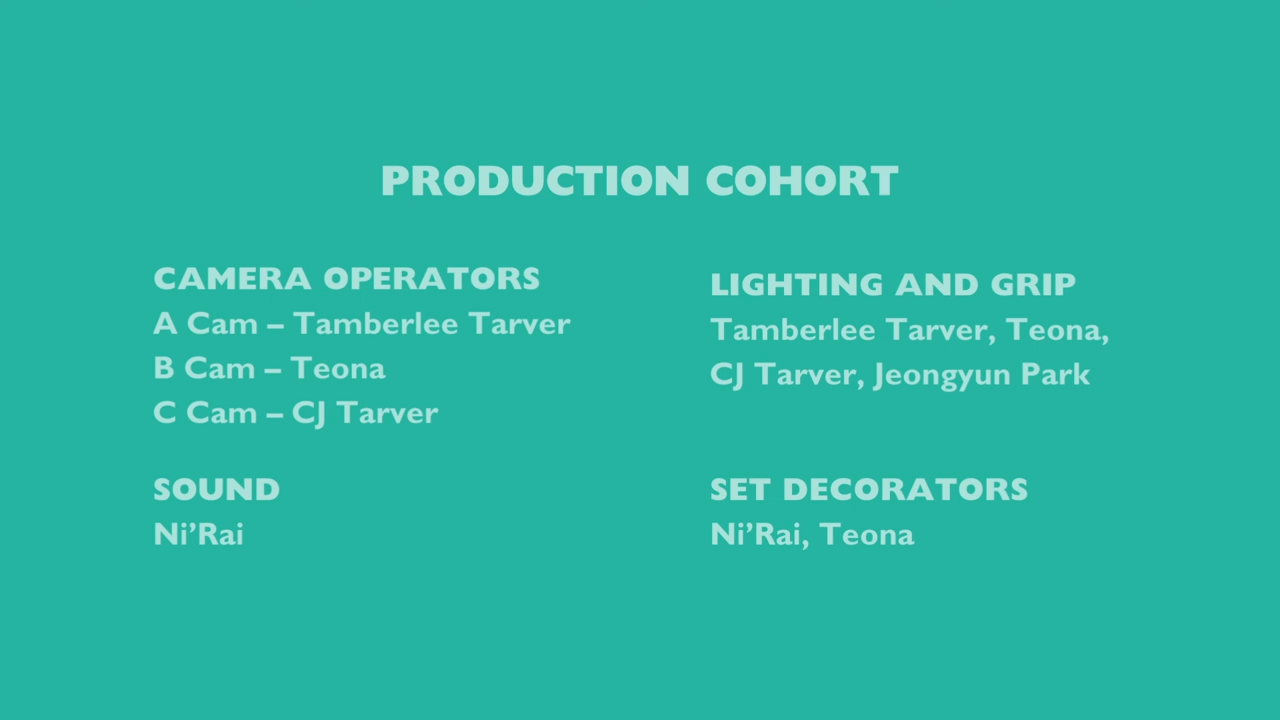 PRODUCTION COHORT
CAMERA OPERATORS
A Cam – Tamberlee Tarver
B Cam – Teona
C Cam – CJ Tarver
LIGHTING AND GRIP
Tamberlee Tarver, Teona,
CJ Tarver, Jeongyun Park
SOUND
Ni’Rai
SET DECORATORS
Ni’Rai, Teona